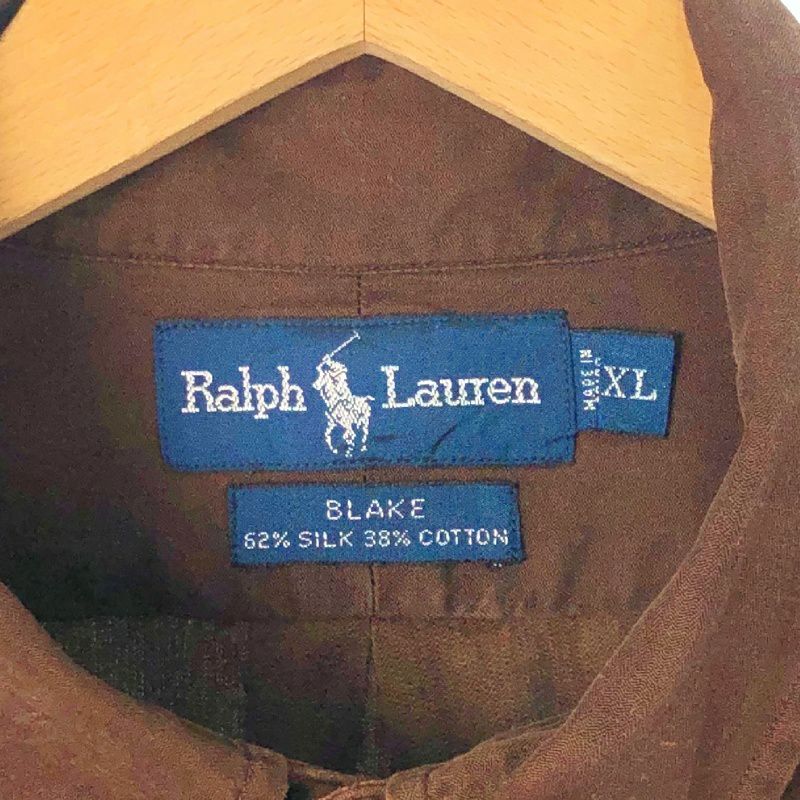 Ralph Lauren
MADE IN
XL
BLAKE
62% SILK 38% COTTON